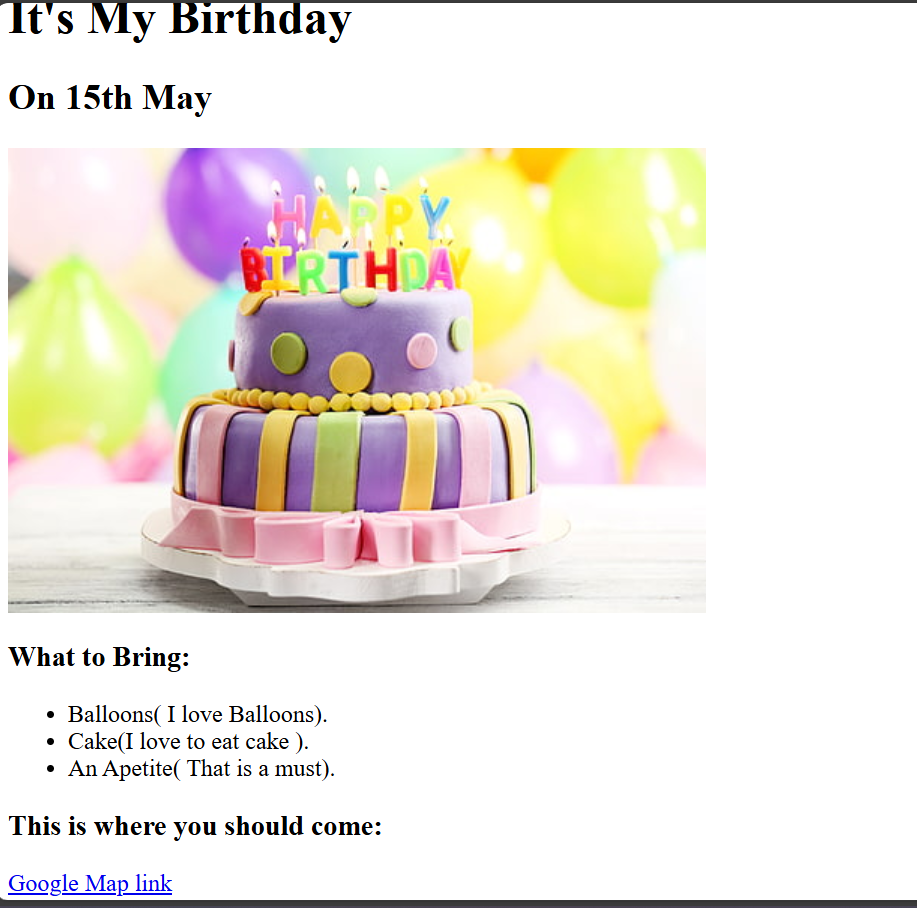 It's My Birthday
On 15th May
HAPPY
BIRTHDAY
What to Bring:
Balloons( I love Balloons).
Cake(I love to eat cake ).
An Apetite( That is a must).
This is where you should come:
Google Map link